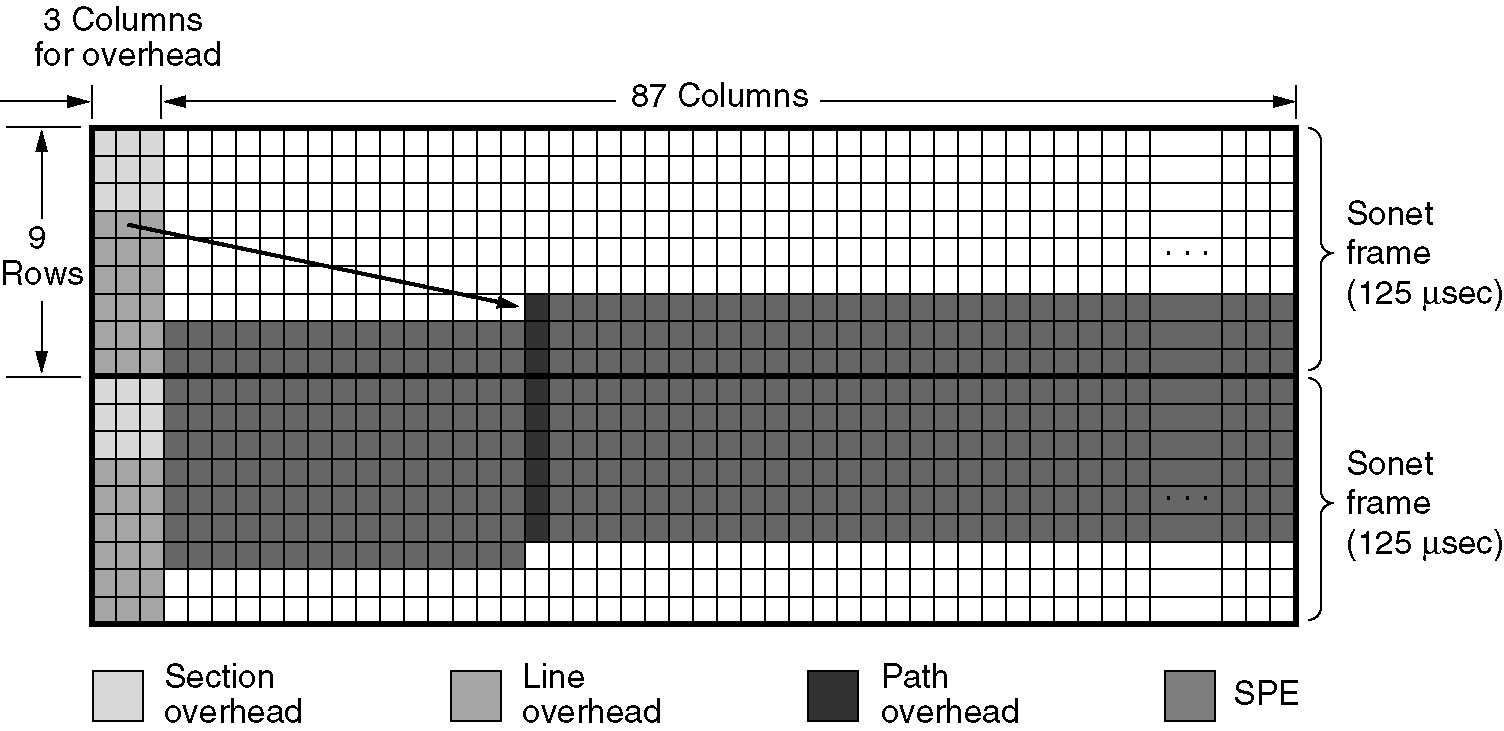 3 Columns
for overhead
87 Columns
9
Rows
. . .
Sonet
frame
(125 μsec)
. . .
Sonet
frame
(125 μsec)
Section
overhead
Line
overhead
Path
overhead
SPE